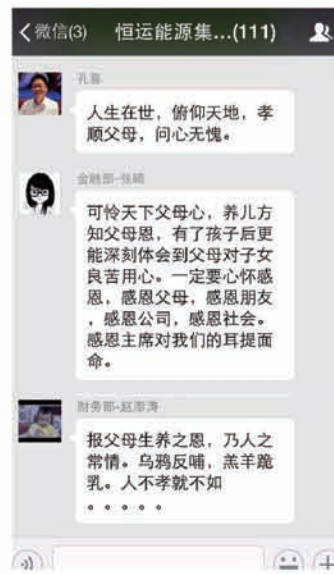 微信(3) 恒运能源集...(111)
孔喜
人生在世，俯仰天地，孝
顺父母，问心无愧。
金融部-张
可怜天下父母心，养儿方
知父母恩，有了孩子后更
能深刻体会到父母对子女
良苦用心。一定要心怀感
恩，感恩父母，感恩朋友
，感恩公司，感恩社会。
感恩主席对我们的耳提面
命。
财务部-赵澎涛
报父母生养之恩，乃人之
常情。乌鸦反哺，羔羊跪
乳。人不孝就不如
。。。。。